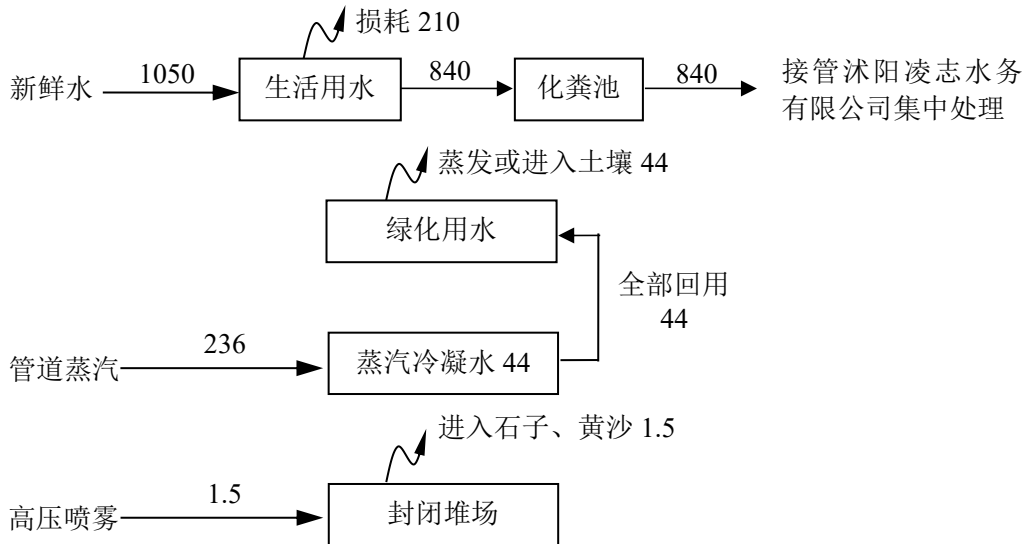 损耗 210
新鲜水
1050
生活用水
840
化粪池
840
接管沭阳凌志水务
有限公司集中处理
蒸发或进入土壤 44
绿化用水
全部回用
44
管道蒸汽
236
蒸汽冷凝水 44
进入石子、黄沙 1.5
高压喷雾
1.5
封闭堆场